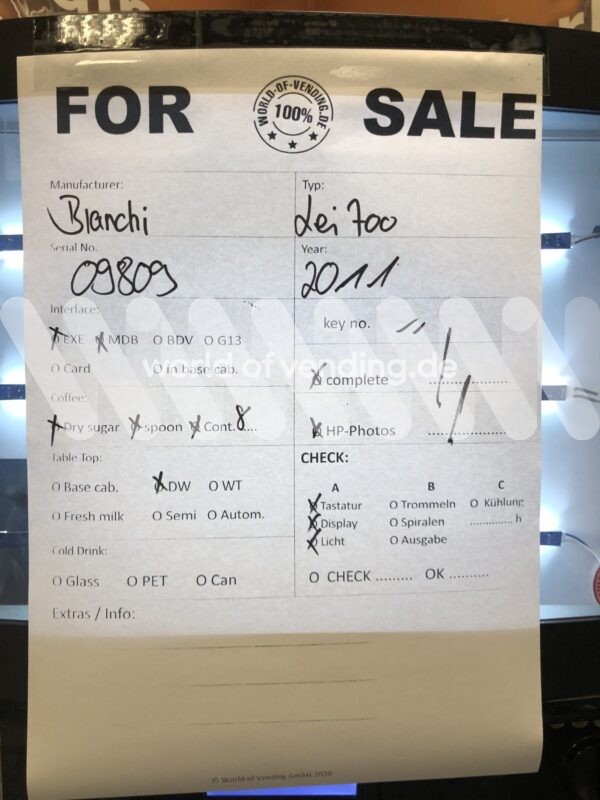 FOR SALE
WORLD-OF-VENDING.DE
100%
Manufacturer: Typ:
Bianchi Lei 700
Serial No. Year:
09809 2011
Interface: key no.
X EXE X MDB O BDV O G13
O Card O in base cab.
world of vending.de
X complete ....................
Coffee:
X Dry sugar X spoon X Cont. 8 ....
X HP-Photos ....................
Table Top: CHECK:
A B C
O Base cab. X DW O WT
X Tastatur O Trommeln O Kühlung
O Fresh milk O Semi O Autom.
X Display O Spiralen .............. h
X Licht O Ausgabe
Cold Drink:
O Glass O PET O Can
O CHECK ......... OK ..........
Extras / Info:
© World of Vending GmbH 2020